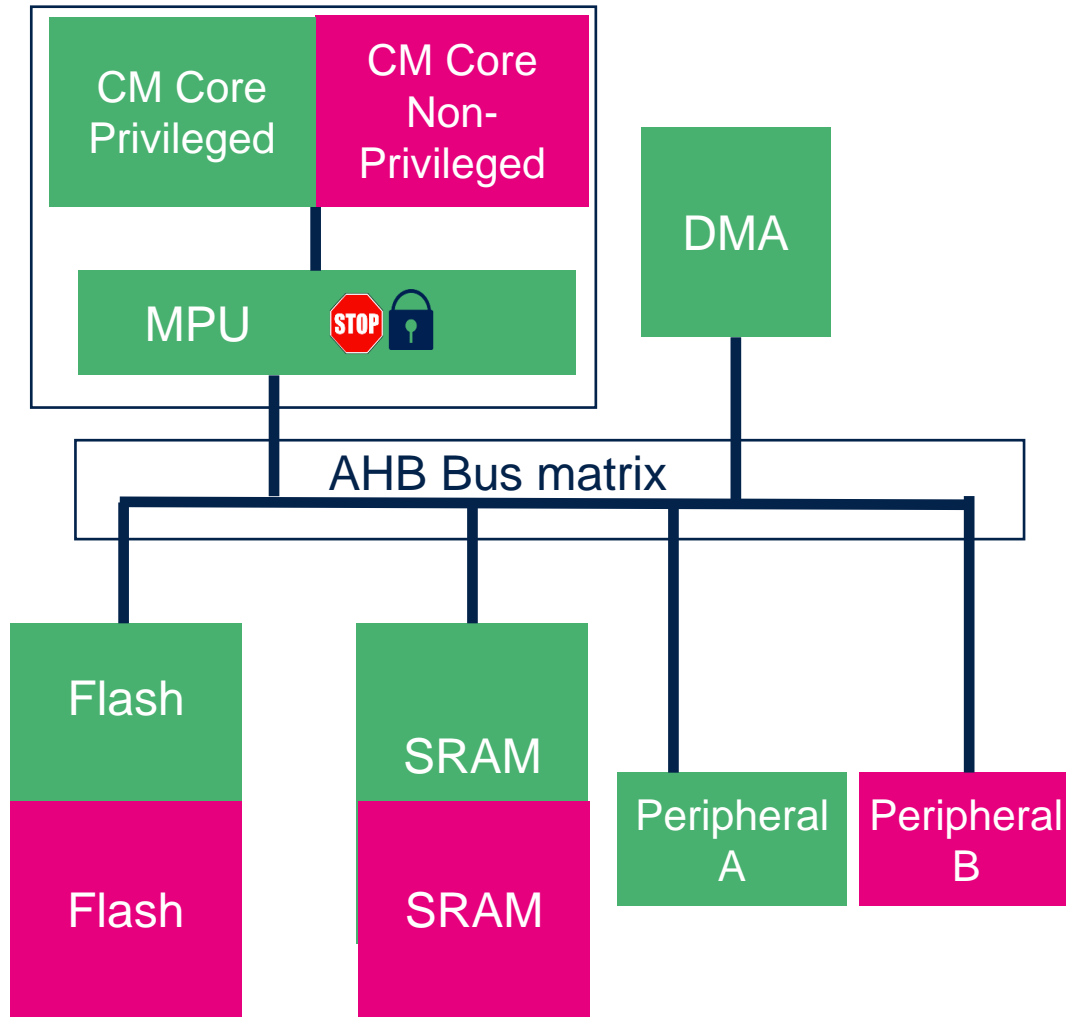 CM Core
Privileged
CM Core
Non-
Privileged
DMA
MPU
STOP
AHB Bus matrix
Flash
SRAM
Peripheral
A
Peripheral
B
Flash
SRAM